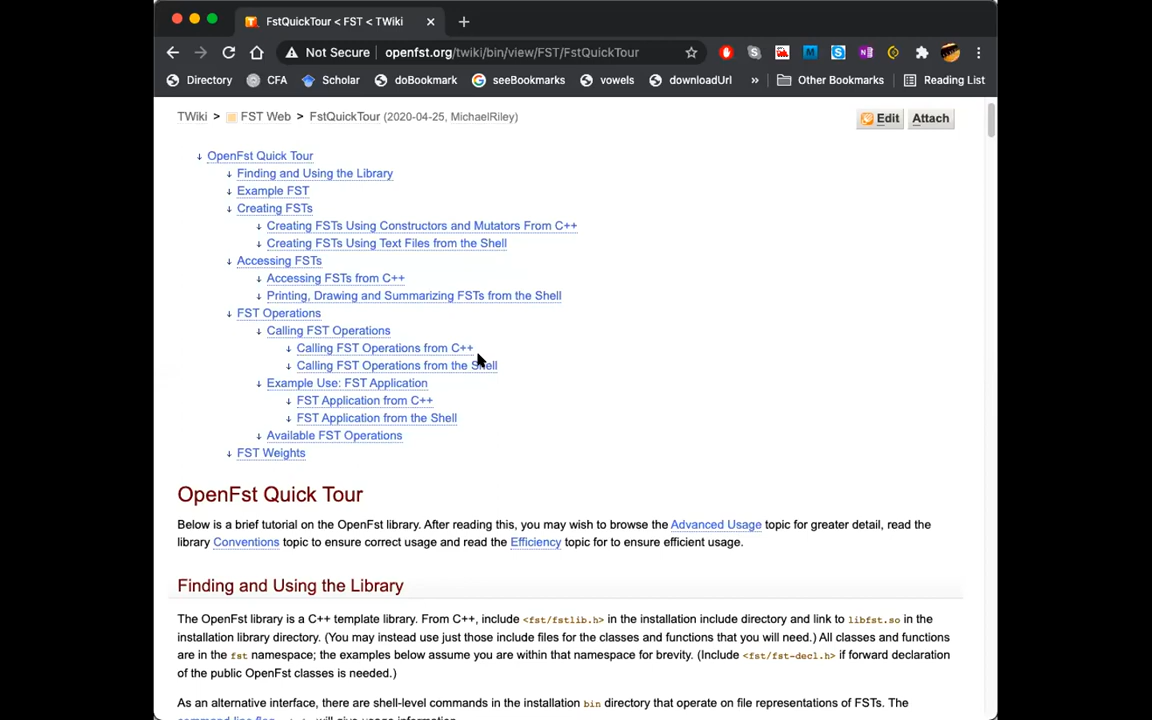 FstQuickTour < FST < TWiki
Not Secure openfst.org/twiki/bin/view/FST/FstQuickTour
Directory CFA Scholar doBookmark seeBookmarks vowels downloadUrl » Other Bookmarks Reading List
TWiki > FST Web > FstQuickTour (2020-04-25, MichaelRiley) Edit Attach
↓ OpenFst Quick Tour
↓ Finding and Using the Library
↓ Example FST
↓ Creating FSTs
↓ Creating FSTs Using Constructors and Mutators From C++
↓ Creating FSTs Using Text Files from the Shell
↓ Accessing FSTs
↓ Accessing FSTs from C++
↓ Printing, Drawing and Summarizing FSTs from the Shell
↓ FST Operations
↓ Calling FST Operations
↓ Calling FST Operations from C++
↓ Calling FST Operations from the Shell
↓ Example Use: FST Application
↓ FST Application from C++
↓ FST Application from the Shell
↓ Available FST Operations
↓ FST Weights
OpenFst Quick Tour
Below is a brief tutorial on the OpenFst library. After reading this, you may wish to browse the Advanced Usage topic for greater detail, read the
library Conventions topic to ensure correct usage and read the Efficiency topic for to ensure efficient usage.
Finding and Using the Library
The OpenFst library is a C++ template library. From C++, include <fst/fstlib.h> in the installation include directory and link to libfst.so in the
installation library directory. (You may instead use just those include files for the classes and functions that you will need.) All classes and functions
are in the fst namespace; the examples below assume you are within that namespace for brevity. (Include <fst/fst-decl.h> if forward declaration
of the public OpenFst classes is needed.)
As an alternative interface, there are shell-level commands in the installation bin directory that operate on file representations of FSTs. The
command line flag will give usage information.